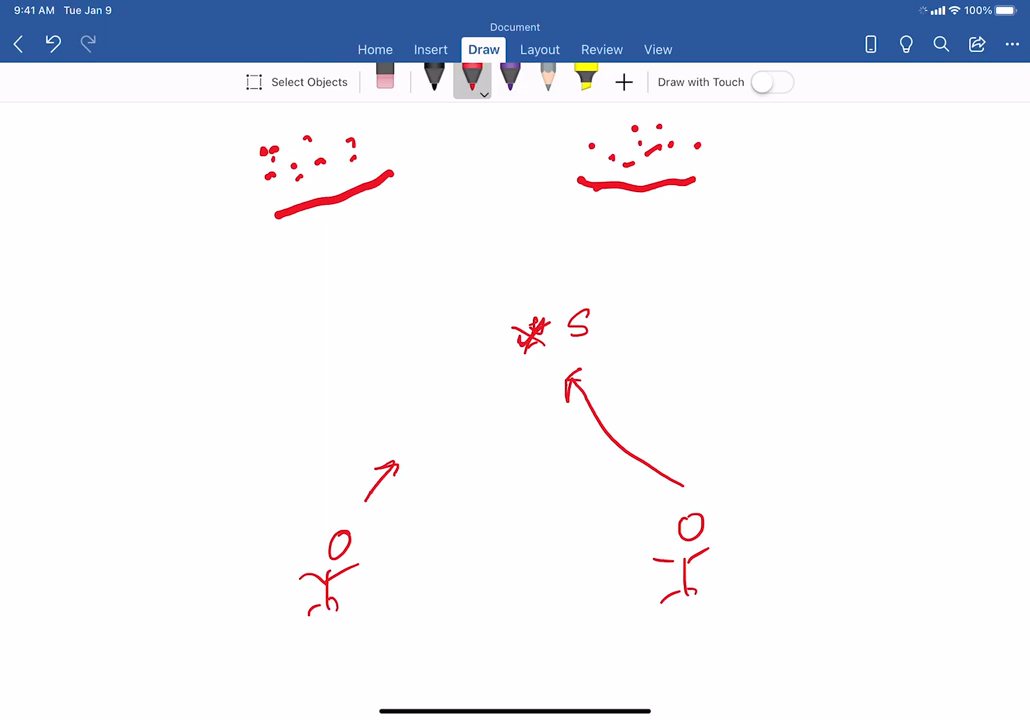 9:41 AM Tue Jan 9
100%
Document
Home Insert Draw Layout Review View
Select Objects
Draw with Touch
S